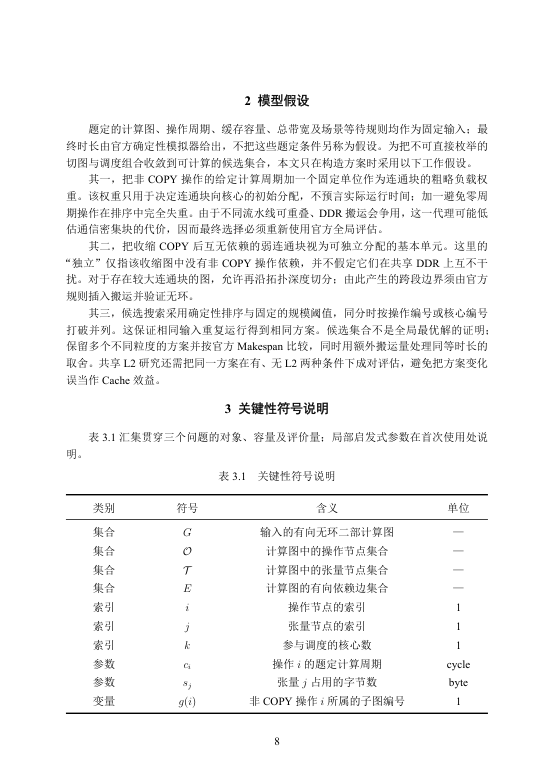 2 模型假设
题定的计算图、操作周期、缓存容量、总带宽及场景等待规则均作为固定输入；最
终时长由官方确定性模拟器给出，不把这些题定条件另称为假设。为把不可直接枚举的
切图与调度组合收敛到可计算的候选集合，本文只在构造方案时采用以下工作假设。
其一，把非 COPY 操作的给定计算周期加一个固定单位作为连通块的粗略负载权
重。该权重只用于决定连通块向核心的初始分配，不预言实际运行时间；加一避免零周
期操作在排序中完全失重。由于不同流水线可重叠、DDR 搬运会争用，这一代理可能低
估通信密集块的代价，因而最终选择必须重新使用官方全局评估。
其二，把收缩 COPY 后互无依赖的弱连通块视为可独立分配的基本单元。这里的
“独立”仅指该收缩图中没有非 COPY 操作依赖，并不假定它们在共享 DDR 上互不干
扰。对于存在较大连通块的图，允许再沿拓扑深度切分；由此产生的跨段边界须由官方
规则插入搬运并验证无环。
其三，候选搜索采用确定性排序与固定的规模阈值，同分时按操作编号或核心编号
打破并列。这保证相同输入重复运行得到相同方案。候选集合不是全局最优解的证明；
保留多个不同粒度的方案并按官方 Makespan 比较，同时用额外搬运量处理同等时长的
取舍。共享 L2 研究还需把同一方案在有、无 L2 两种条件下成对评估，避免把方案变化
误当作 Cache 效益。
3 关键性符号说明
表 3.1 汇集贯穿三个问题的对象、容量及评价量；局部启发式参数在首次使用处说
明。
表 3.1 关键性符号说明
类别 符号 含义 单位
集合 G 输入的有向无环二部计算图 —
集合 𝒪 计算图中的操作节点集合 —
集合 𝒯 计算图中的张量节点集合 —
集合 E 计算图的有向依赖边集合 —
索引 i 操作节点的索引 1
索引 j 张量节点的索引 1
索引 k 参与调度的核心数 1
参数 c_i 操作 i 的题定计算周期 cycle
参数 s_j 张量 j 占用的字节数 byte
变量 g(i) 非 COPY 操作 i 所属的子图编号 1
8